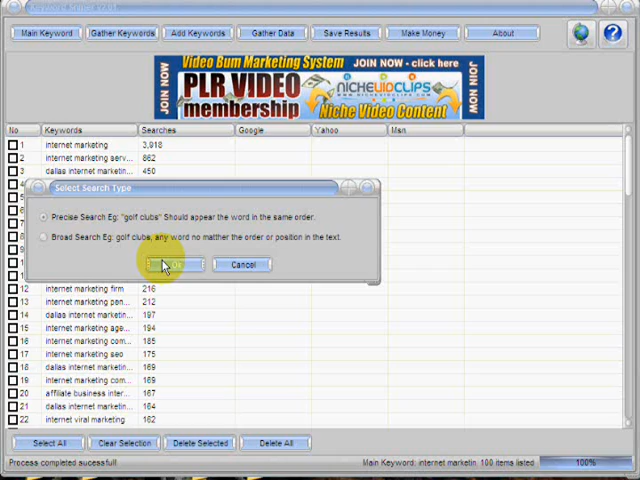 Keyword Sniper v2.01
Main Keyword Gather Keywords Add Keywords Gather Data Save Results Make Money About
Video Bum Marketing System JOIN NOW - click here
JOIN NOW PLR VIDEO membership NICHEVIDCLIPS Niche Video Content JOIN NOW
No Keywords Searches Google Yahoo Msn
1 internet marketing 3,918
2 internet marketing serv... 862
3 dallas internet marketin... 450
Select Search Type
Precise Search Eg: "golf clubs" Should appear the word in the same order.
Broad Search Eg: golf clubs, any word no matther the order or position in the text.
Ok Cancel
12 internet marketing firm 216
13 internet marketing pen... 212
14 dallas internet marketin... 197
15 internet marketing age... 194
16 internet marketing com... 185
17 internet marketing seo 175
18 dallas internet marketin... 169
19 internet marketing com... 169
20 affiliate business inter... 167
21 dallas internet marketin... 164
22 internet viral marketing 162
Select All Clear Selection Delete Selected Delete All
Process completed sucessful! Main Keyword: internet marketin 100 items listed 100%